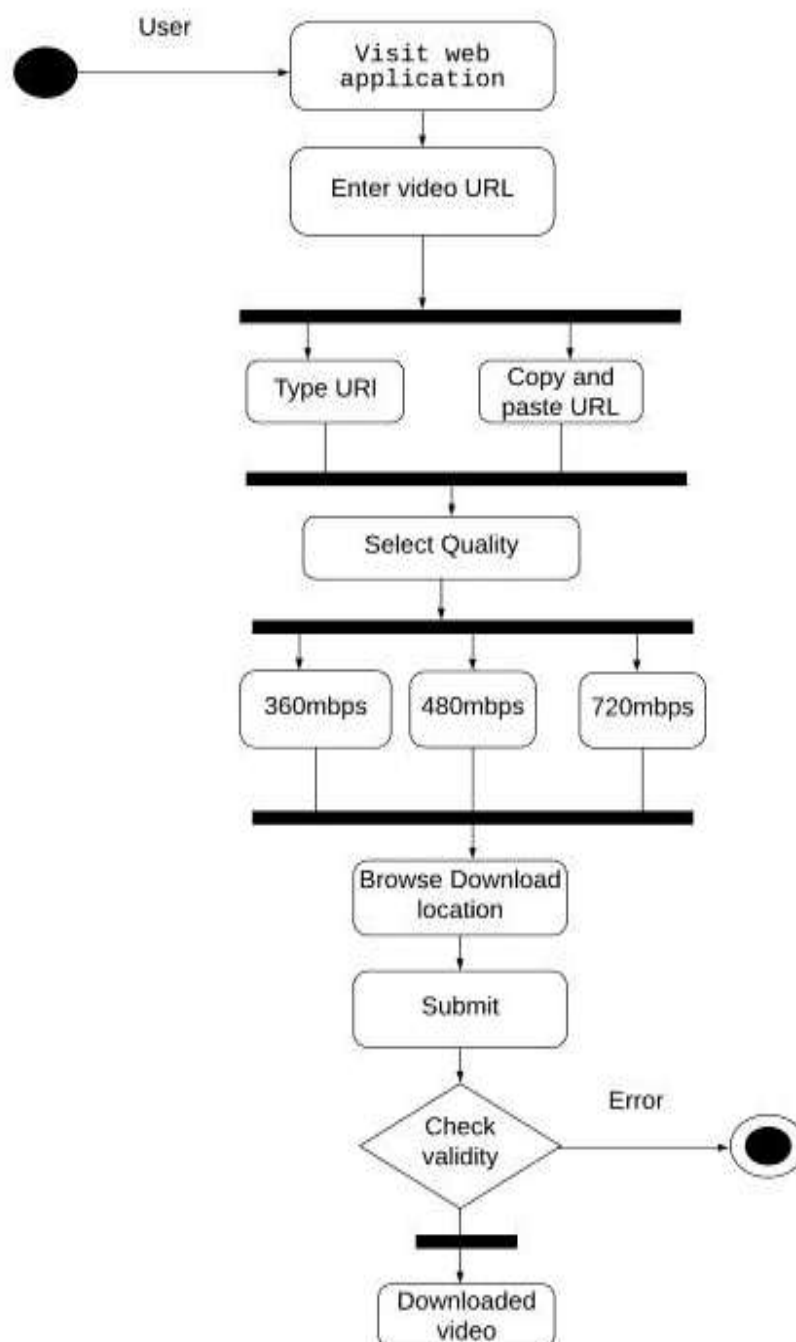 User
Visit web
application
Enter video URL
Type URl
Copy and
paste URL
Select Quality
360mbps
480mbps
720mbps
Browse Download
location
Submit
Check
validity
Error
Downloaded
video